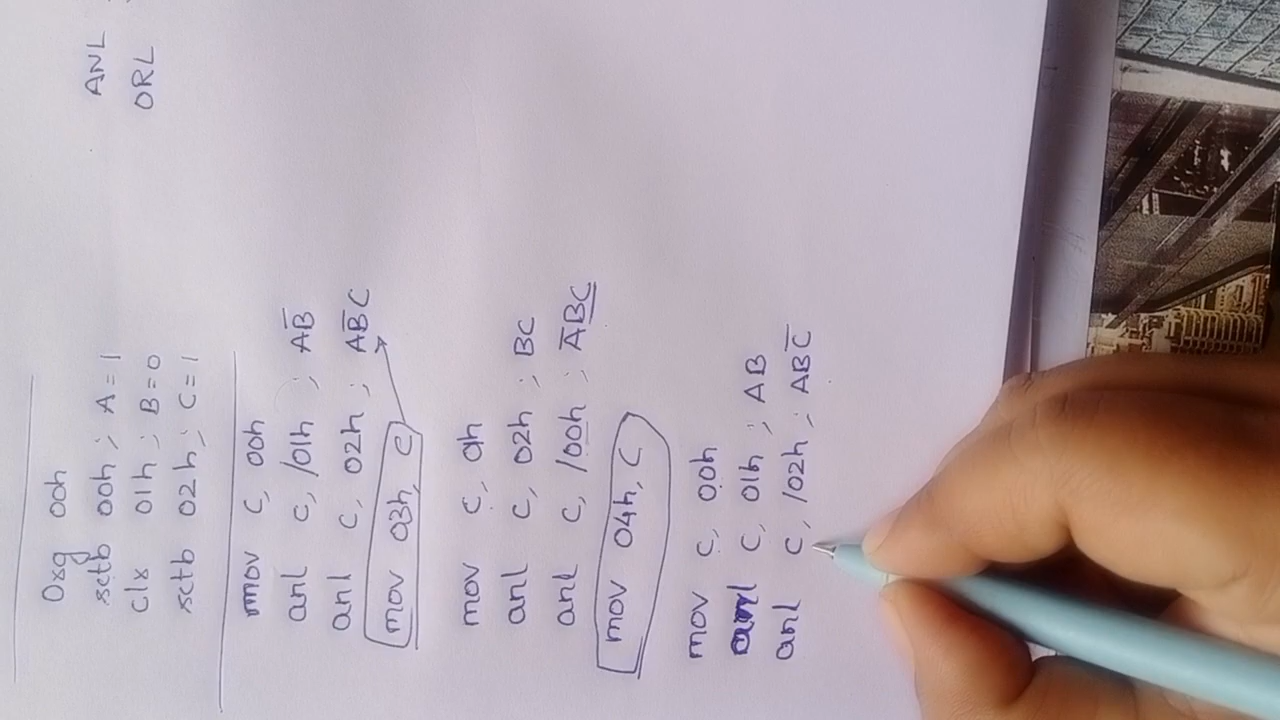 ANL
ORL
Org 00h
setb 00h; A=1
clr 01h; B=0
setb 02h; C=1
mov C, 00h
anl C, /01h; AB̅
anl C, 02h; AB̅C
mov 03h, C
mov C, 01h
anl C, 02h; BC
anl C, /00h; A̅BC
mov 04h, C
mov C, 00h
anl C, 01h; AB
anl C, /02h; ABC̅